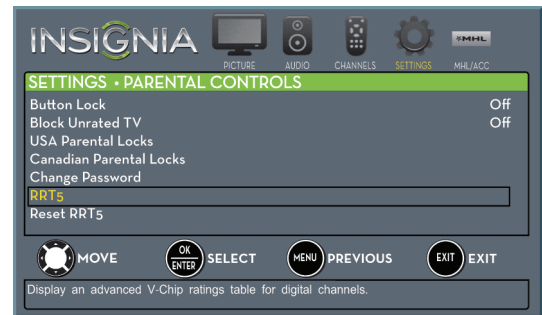 INSIGNIA
PICTURE AUDIO CHANNELS SETTINGS MHL MHL/ACC
SETTINGS • PARENTAL CONTROLS
Button Lock Off
Block Unrated TV Off
USA Parental Locks
Canadian Parental Locks
Change Password
RRT5
Reset RRT5
MOVE OK ENTER SELECT MENU PREVIOUS EXIT EXIT
Display an advanced V-Chip ratings table for digital channels.